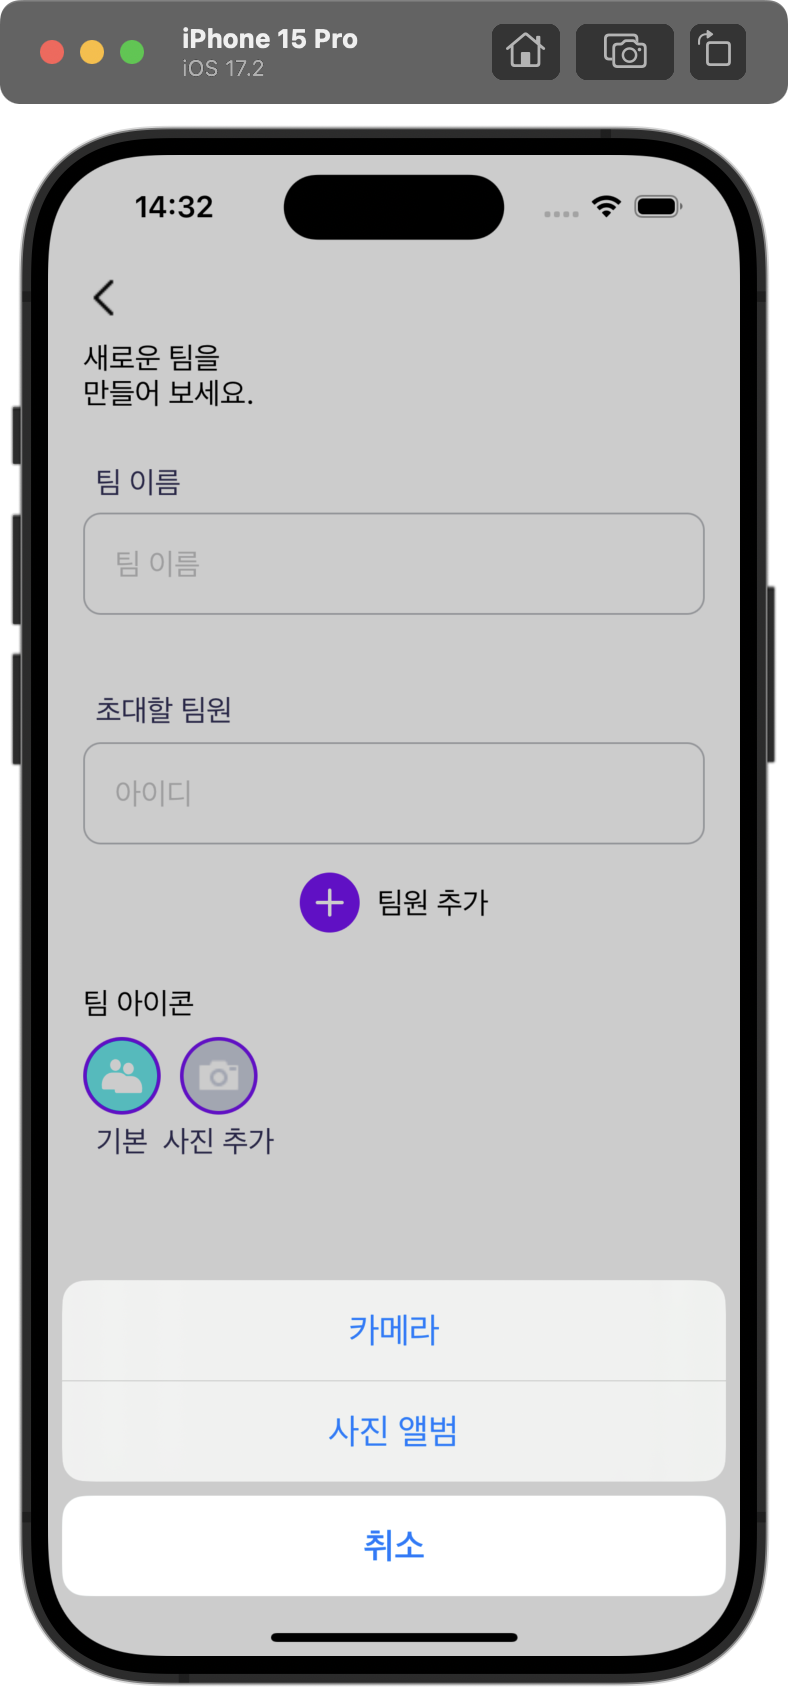 iPhone 15 Pro
iOS 17.2
14:32
새로운 팀을
만들어 보세요.
팀 이름
팀 이름
초대할 팀원
아이디
팀원 추가
팀 아이콘
기본 사진 추가
카메라
사진 앨범
취소